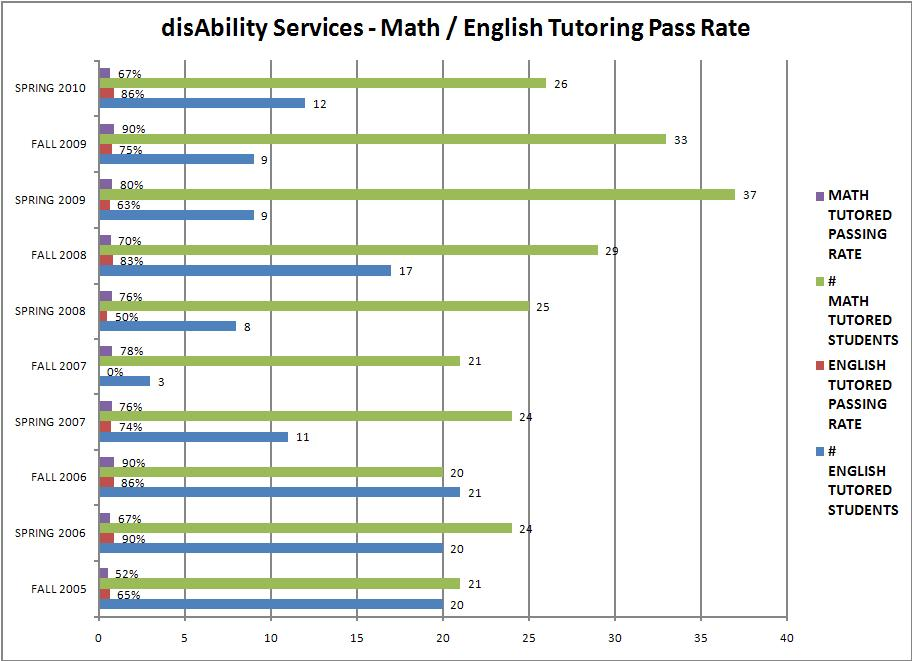 disAbility Services - Math / English Tutoring Pass Rate
SPRING 2010
67%
26
86%
12
FALL 2009
90%
33
75%
9
SPRING 2009
80%
37
63%
9
FALL 2008
70%
29
83%
17
SPRING 2008
76%
25
50%
8
FALL 2007
78%
21
0%
3
SPRING 2007
76%
24
74%
11
FALL 2006
90%
20
86%
21
SPRING 2006
67%
24
90%
20
FALL 2005
52%
21
65%
20
0 5 10 15 20 25 30 35 40
MATH
TUTORED
PASSING
RATE
#
MATH
TUTORED
STUDENTS
ENGLISH
TUTORED
PASSING
RATE
#
ENGLISH
TUTORED
STUDENTS